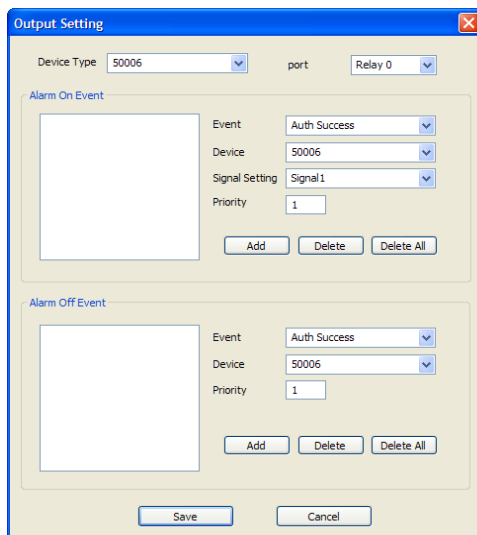 Output Setting
Device Type 50006 port Relay 0
Alarm On Event
Event Auth Success
Device 50006
Signal Setting Signal1
Priority 1
Add Delete Delete All
Alarm Off Event
Event Auth Success
Device 50006
Priority 1
Add Delete Delete All
Save Cancel